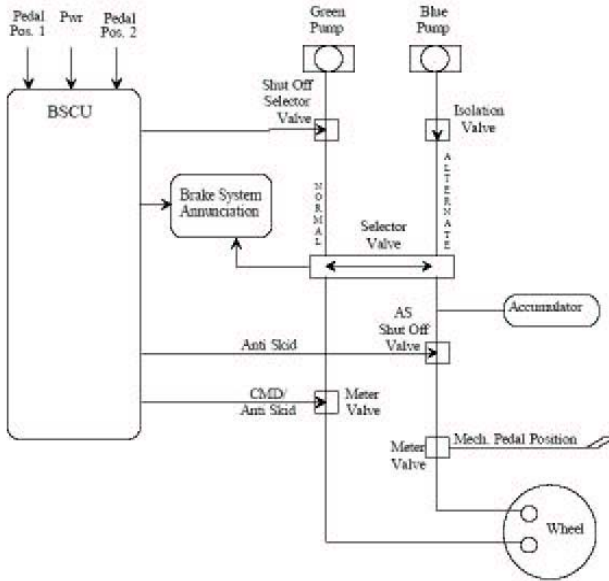 Pedal
Pos. 1
Pwr
Pedal
Pos. 2
Green
Pump
Blue
Pump
BSCU
Shut Off
Selector
Valve
Isolation
Valve
NORMAL
ALTERNATE
Brake System
Annunciation
Selector
Valve
Accumulator
AS
Shut Off
Valve
Anti Skid
CMD/
Anti Skid
Meter
Valve
Mech. Pedal Position
Meter
Valve
Wheel